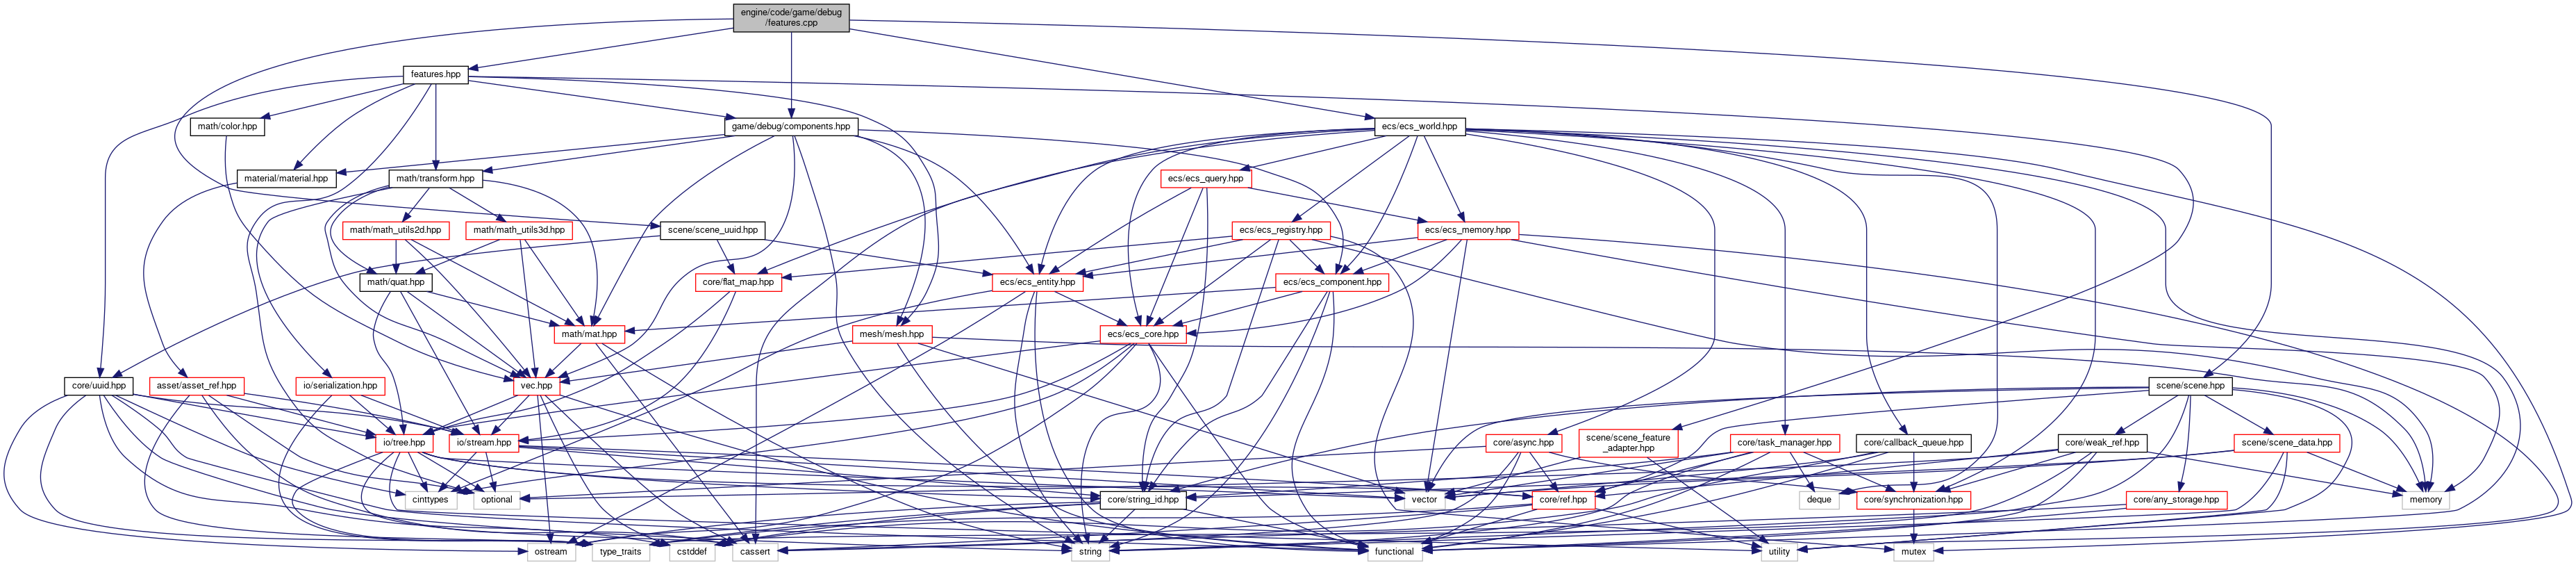 engine/code/game/debug
/features.cpp
features.hpp
math/color.hpp
game/debug/components.hpp
ecs/ecs_world.hpp
material/material.hpp
math/transform.hpp
ecs/ecs_query.hpp
math/math_utils2d.hpp
math/math_utils3d.hpp
scene/scene_uuid.hpp
ecs/ecs_registry.hpp
ecs/ecs_memory.hpp
math/quat.hpp
core/flat_map.hpp
ecs/ecs_entity.hpp
ecs/ecs_component.hpp
math/mat.hpp
mesh/mesh.hpp
ecs/ecs_core.hpp
core/uuid.hpp
asset/asset_ref.hpp
io/serialization.hpp
vec.hpp
scene/scene.hpp
io/tree.hpp
io/stream.hpp
core/async.hpp
scene/scene_feature
_adapter.hpp
core/task_manager.hpp
core/callback_queue.hpp
core/weak_ref.hpp
scene/scene_data.hpp
cinttypes
optional
core/string_id.hpp
vector
core/ref.hpp
deque
core/synchronization.hpp
core/any_storage.hpp
memory
ostream
type_traits
cstddef
cassert
string
functional
utility
mutex